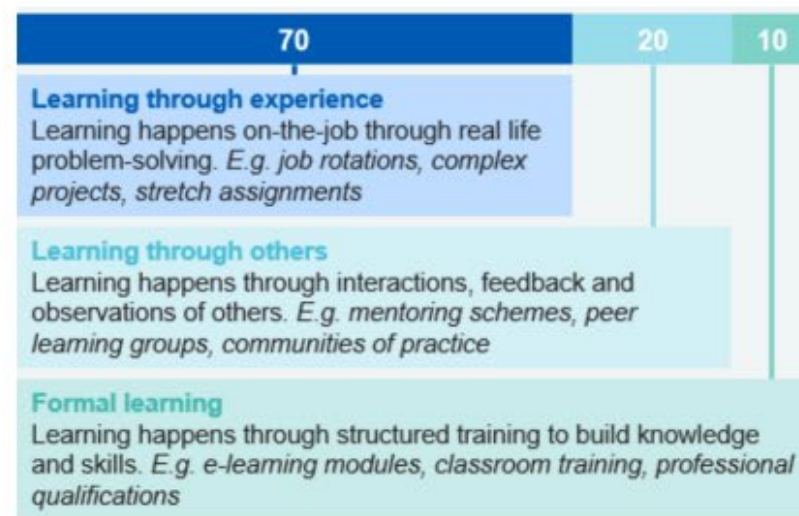 70 20 10
Learning through experience
Learning happens on-the-job through real life
problem-solving. E.g. job rotations, complex
projects, stretch assignments
Learning through others
Learning happens through interactions, feedback and
observations of others. E.g. mentoring schemes, peer
learning groups, communities of practice
Formal learning
Learning happens through structured training to build knowledge
and skills. E.g. e-learning modules, classroom training, professional
qualifications